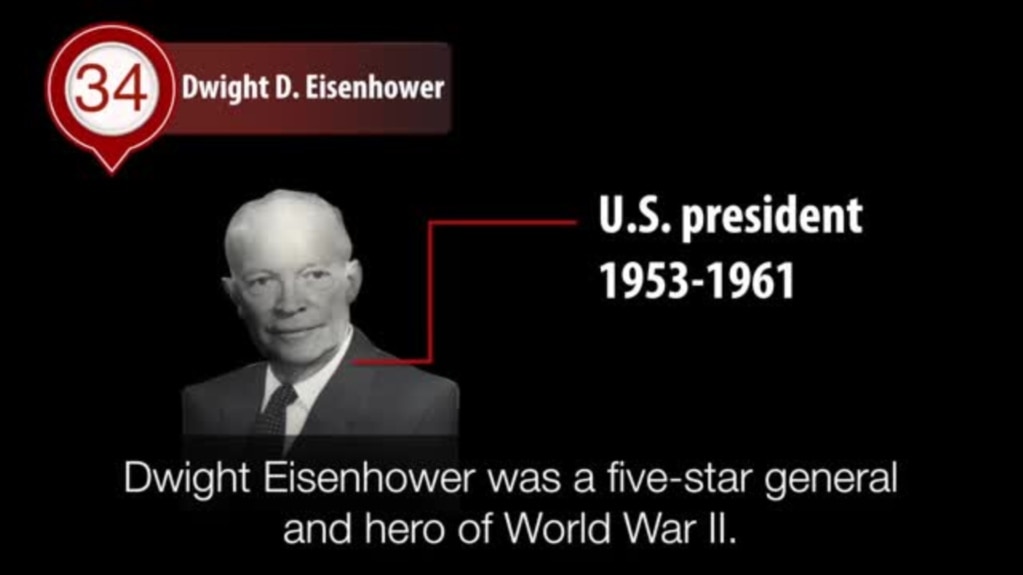 34
Dwight D. Eisenhower
U.S. president
1953-1961
Dwight Eisenhower was a five-star general
and hero of World War II.